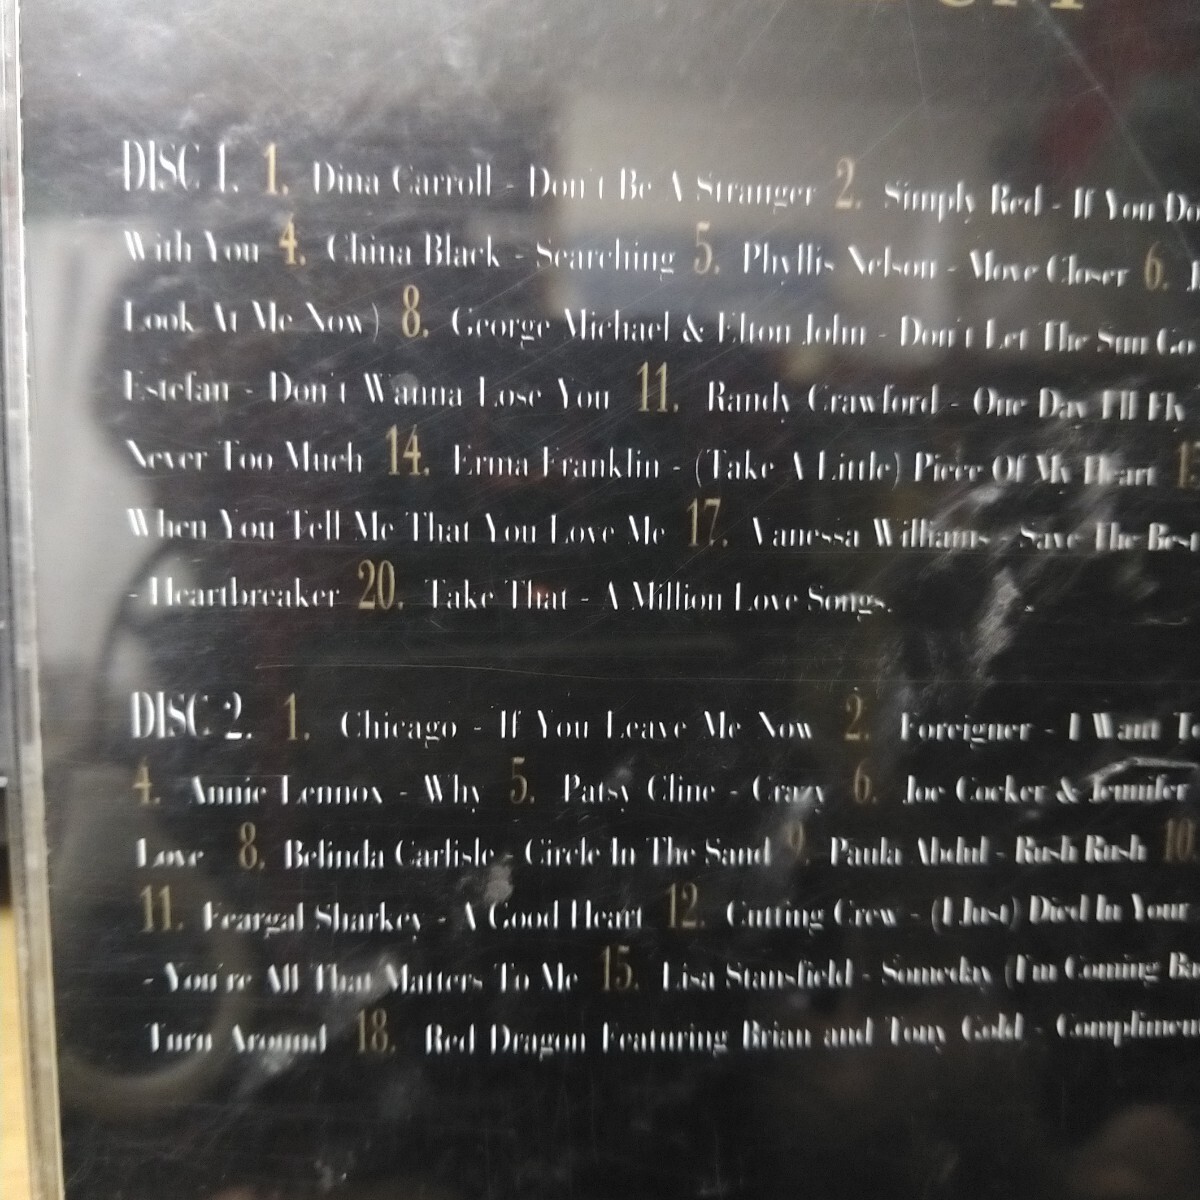 DISC 1. 1. Dina Carroll - Don't Be A Stranger 2. Simply Red - If You Do
With You 4. China Black - Searching 5. Phyllis Nelson - Move Closer 6.
Look At Me Now) 8. George Michael & Elton John - Don't Let The Sun Go
Estefan - Don't Wanna Lose You 11. Randy Crawford - One Day I'll Fly
Never Too Much 14. Erma Franklin - (Take A Little) Piece Of My Heart
When You Tell Me That You Love Me 17. Vanessa Williams - Save The Best
- Heartbreaker 20. Take That - A Million Love Songs.
DISC 2. 1. Chicago - If You Leave Me Now 2. Foreigner - I Want To
4. Annie Lennox - Why 5. Patsy Cline - Crazy 6. Joe Cocker & Jennifer
Love 8. Belinda Carlisle - Circle In The Sand 9. Paula Abdul - Rush Rush 10.
11. Feargal Sharkey - A Good Heart 12. Cutting Crew - (I Just) Died In Your
- You're All That Matters To Me 15. Lisa Stansfield - Someday (I'm Coming Ba
Turn Around 18. Red Dragon Featuring Brian and Tony Gold - Complimen